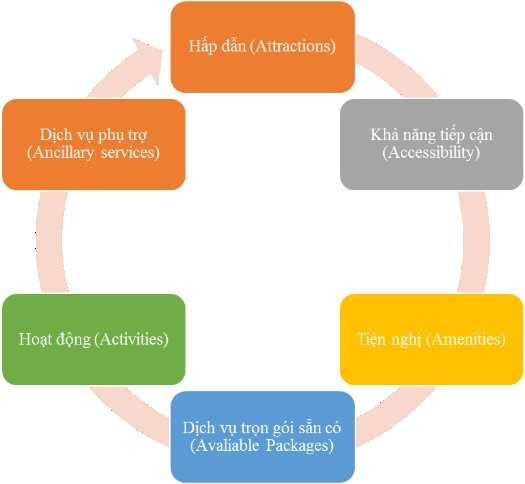 Hấp dẫn (Attractions)
Khả năng tiếp cận
(Accessibility)
Tiện nghị (Amenities)
Dịch vụ trọn gói sẵn có
(Avaliable Packages)
Hoạt động (Activities)
Dịch vụ phụ trợ
(Ancillary services)